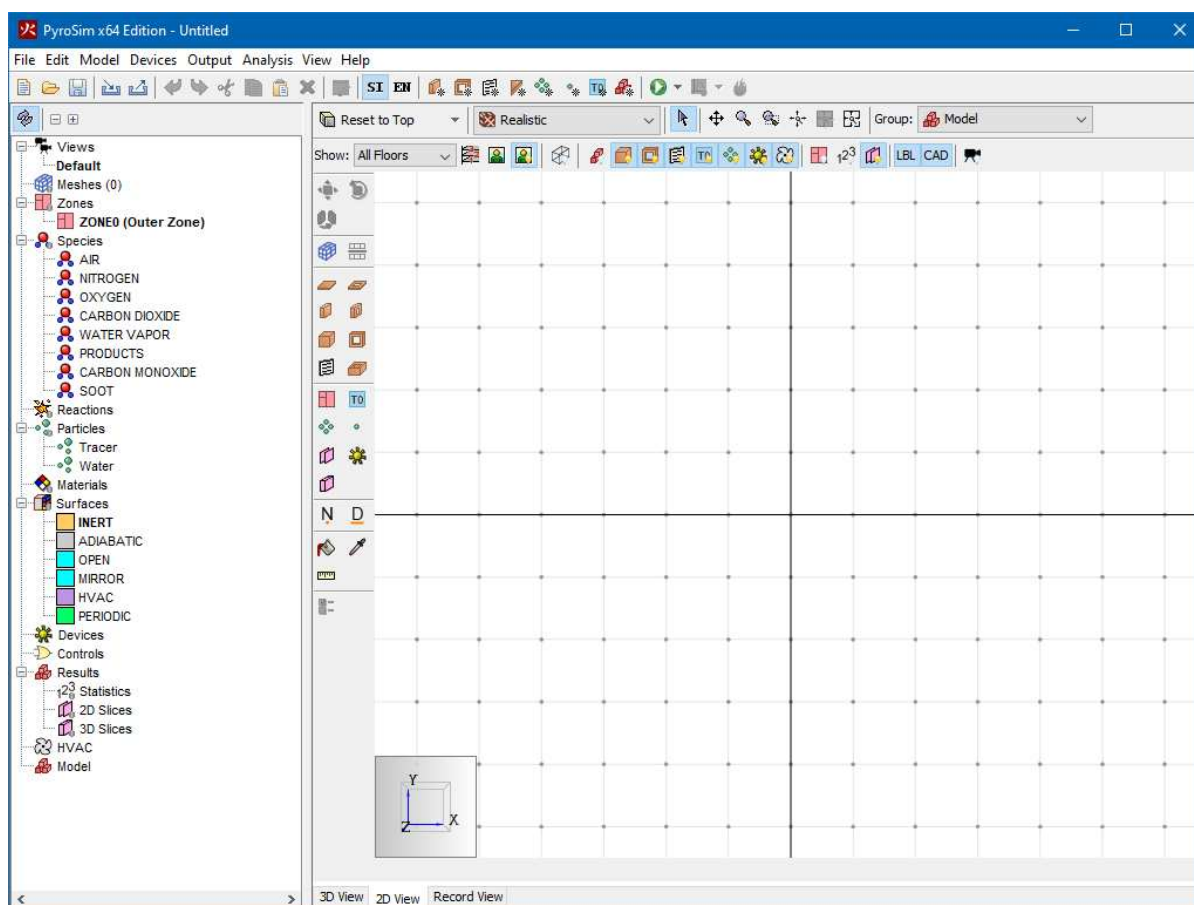 PyroSim x64 Edition - Untitled
File Edit Model Devices Output Analysis View Help
SI EN
Reset to Top Realistic Group: Model
Show: All Floors LBL CAD
Views
Default
Meshes (0)
Zones
ZONE0 (Outer Zone)
Species
AIR
NITROGEN
OXYGEN
CARBON DIOXIDE
WATER VAPOR
PRODUCTS
CARBON MONOXIDE
SOOT
Reactions
Particles
Tracer
Water
Materials
Surfaces
INERT
ADIABATIC
OPEN
MIRROR
HVAC
PERIODIC
Devices
Controls
Results
Statistics
2D Slices
3D Slices
HVAC
Model
N D
Y
Z X
3D View 2D View Record View